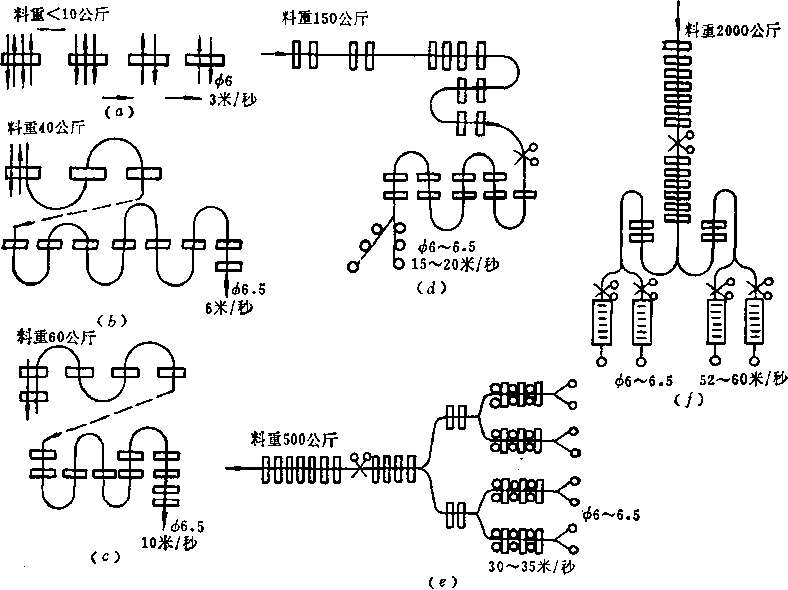 料重<10公斤
φ6
3米/秒
(a)
料重40公斤
φ6.5
6米/秒
(b)
料重60公斤
φ6.5
10米/秒
(c)
料重150公斤
φ6～6.5
15～20米/秒
(d)
料重500公斤
φ6～6.5
30～35米/秒
(e)
料重2000公斤
φ6～6.5 52～60米/秒
(f)